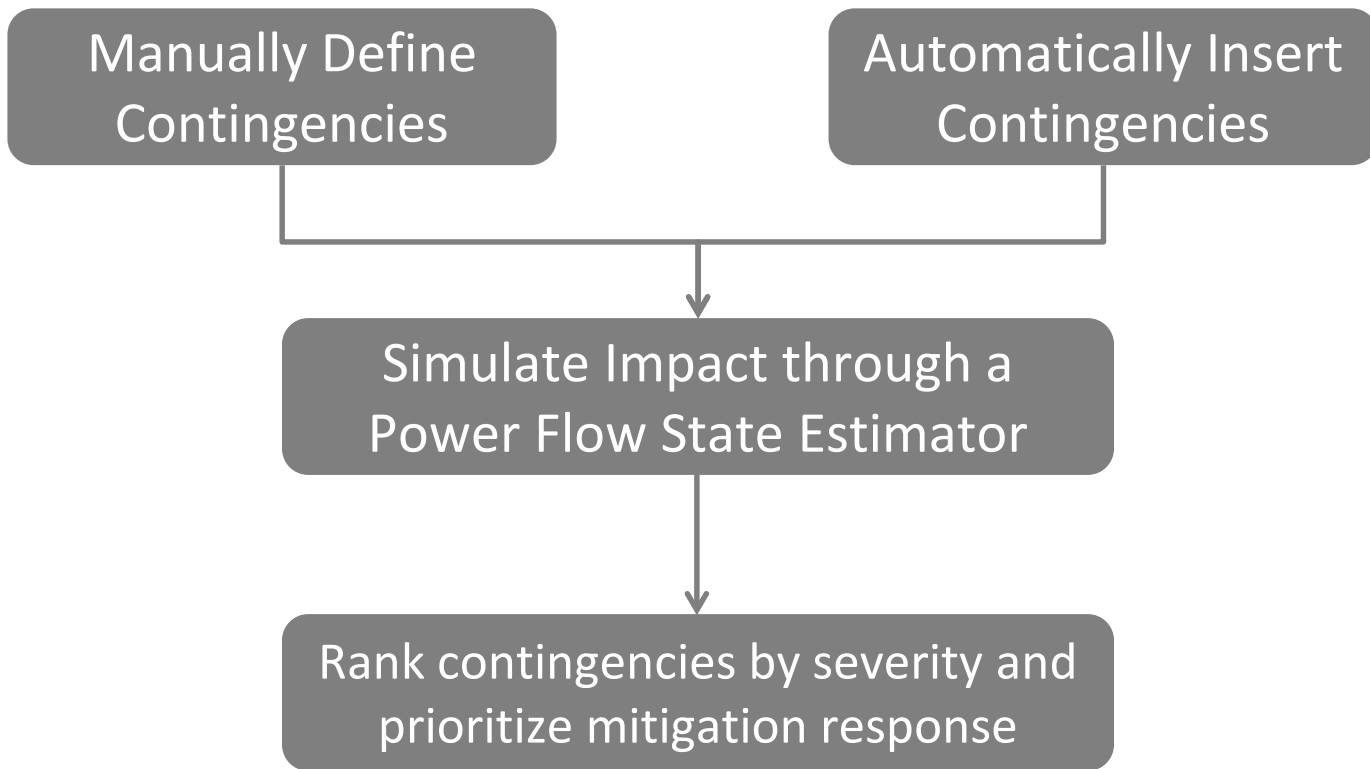 Manually Define
Contingencies
Automatically Insert
Contingencies
Simulate Impact through a
Power Flow State Estimator
Rank contingencies by severity and
prioritize mitigation response